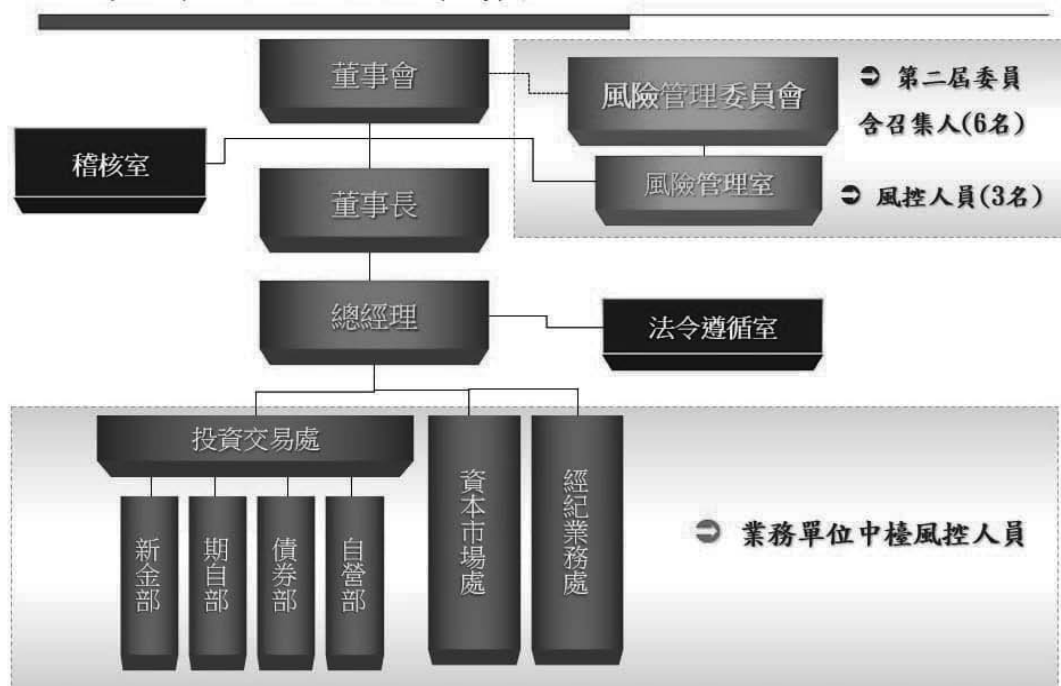 董事會
風險管理委員會
➲ 第二屆委員
含召集人(6名)
稽核室
風險管理室
➲ 風控人員(3名)
董事長
總經理
法令遵循室
投資交易處
資本市場處
經紀業務處
新金部
期自部
債券部
自營部
➲ 業務單位中檯風控人員